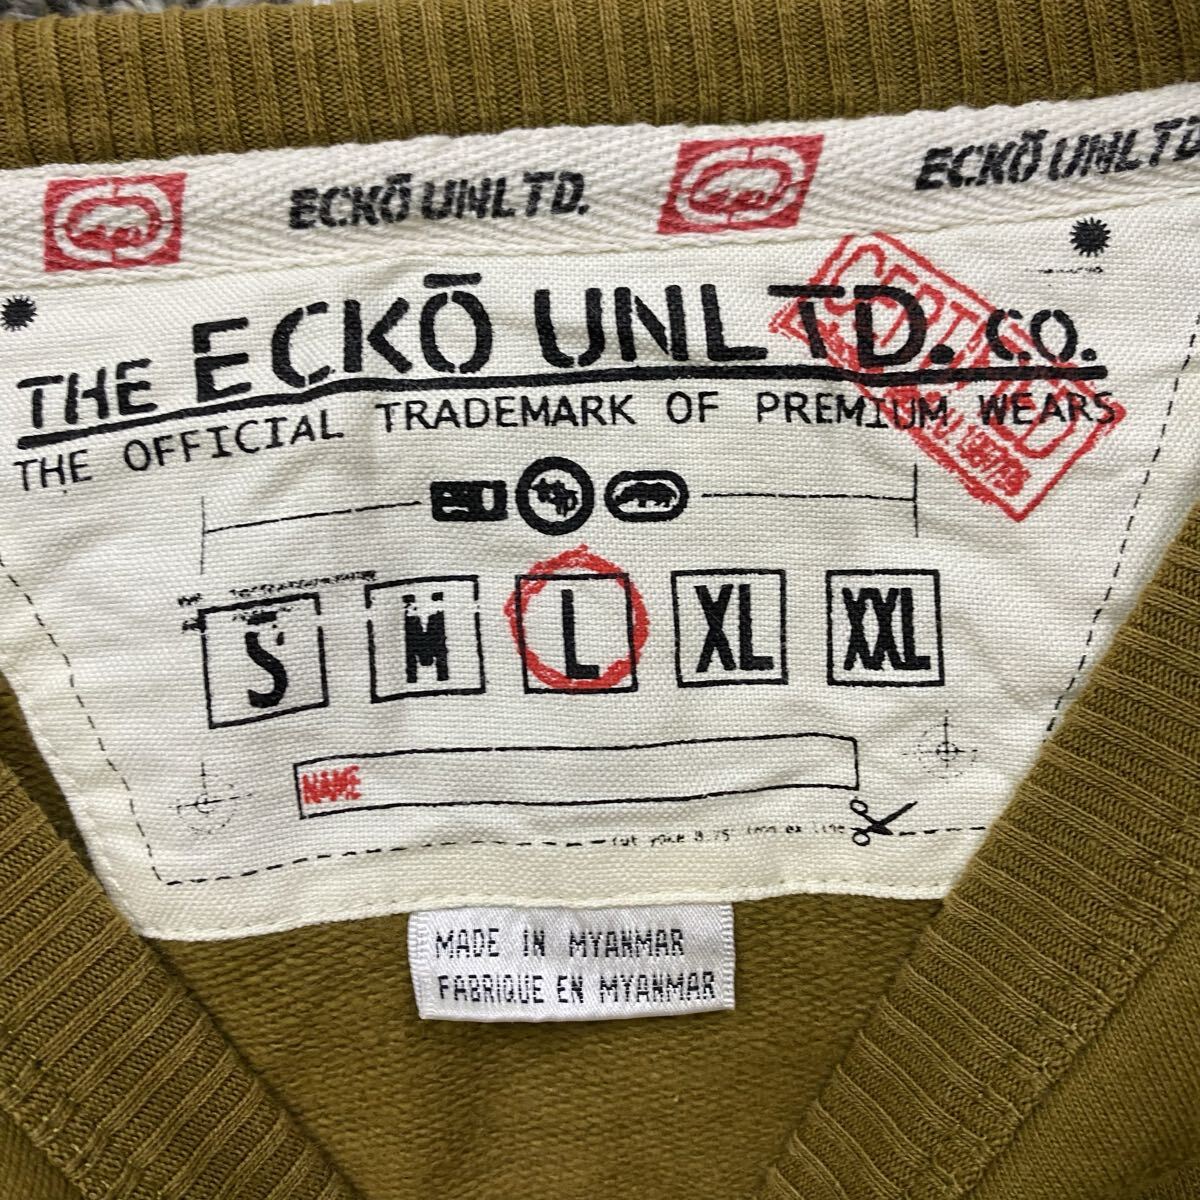 ECKŌ UNLTD. ECKŌ UNLTD
THE ECKŌ UNLTD. CO.
THE OFFICIAL TRADEMARK OF PREMIUM WEARS
CERTIFIED
S M L XL XXL
NAME
MADE IN MYANMAR
FABRIQUE EN MYANMAR